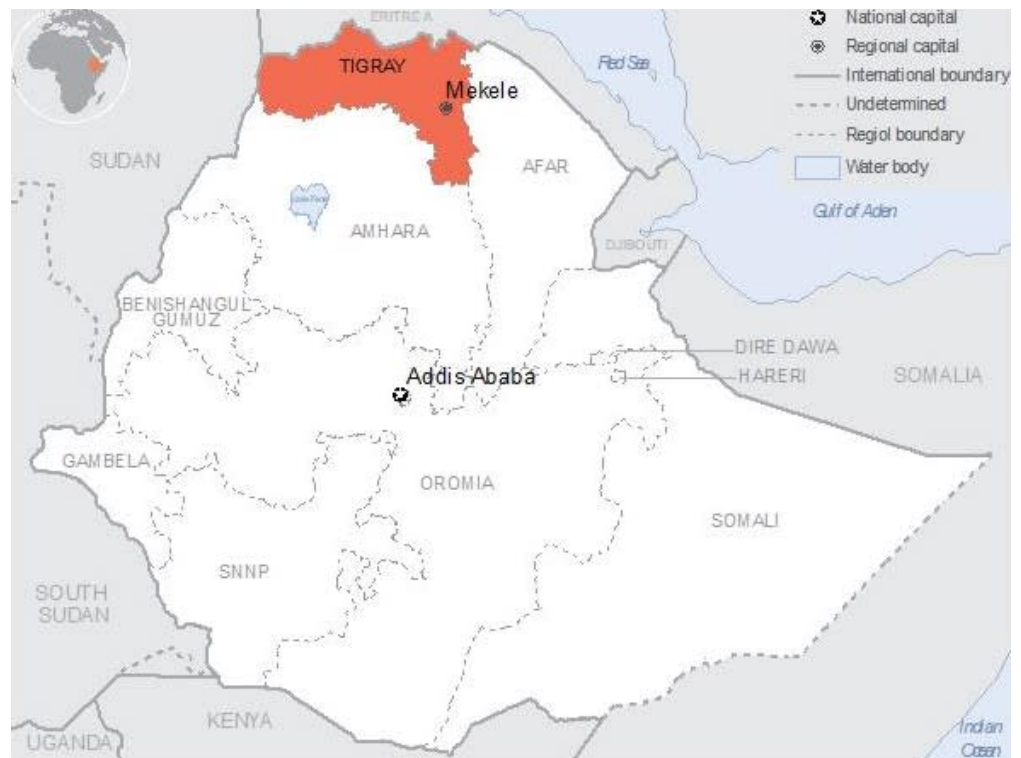 ERITREA
National capital
Regional capital
TIGRAY
Red Sea
International boundary
Mekele
Undetermined
Regiol boundary
SUDAN
AFAR
Water body
Gulf of Aden
AMHARA
DJIBOUTI
BENISHANGUL
GUMUZ
DIRE DAWA
Addis Ababa
HARERI
SOMALIA
GAMBELA
OROMIA
SOMALI
SNNP
SOUTH
SUDAN
KENYA
UGANDA
Indian
Ocean